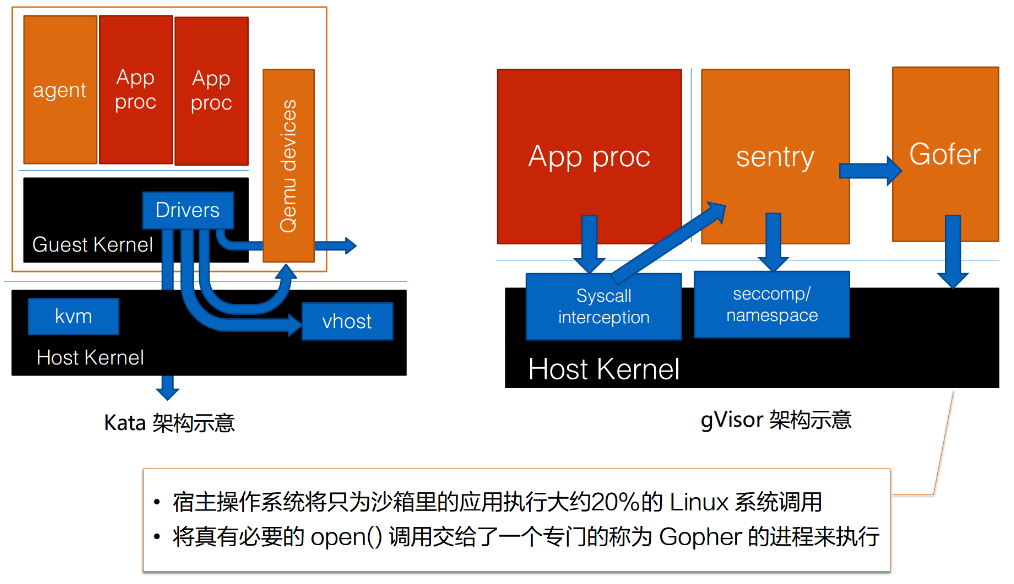 agent
App
proc
App
proc
Qemu devices
Drivers
Guest Kernel
kvm
vhost
Host Kernel
Kata 架构示意
App proc
sentry
Gofer
Syscall
interception
seccomp/
namespace
Host Kernel
gVisor 架构示意
• 宿主操作系统将只为沙箱里的应用执行大约20%的 Linux 系统调用
• 将真有必要的 open() 调用交给了一个专门的称为 Gopher 的进程来执行